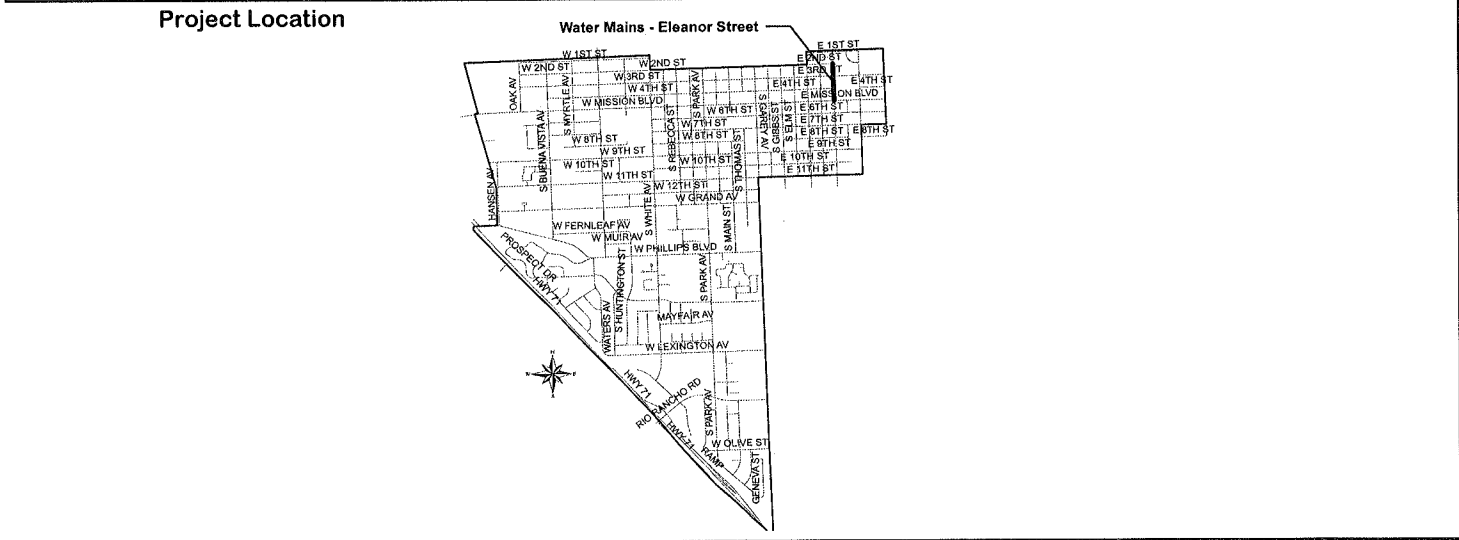 Project Location
Water Mains - Eleanor Street
E 1ST ST
W 1ST ST
E 2ND ST
W 2ND ST
W 2ND ST
E 3RD ST
W 3RD ST
E 4TH ST
E 4TH ST
W 4TH ST
OAK AV
S MYRTLE AV
S PARK AV
W MISSION BLVD
E MISSION BLVD
W 6TH ST
E 6TH ST
S GAREY AV
S GIBBS ST
S ELM ST
W 7TH ST
E 7TH ST
S BUENA VISTA AV
S REBECCA ST
W 8TH ST
W 8TH ST
E 8TH ST
E 8TH ST
S THOMAS ST
W 9TH ST
E 9TH ST
W 10TH ST
W 10TH ST
E 10TH ST
W 11TH ST
E 11TH ST
HANSEN AV
W 12TH ST
S WHITE AV
W GRAND AV
W FERNLEAF AV
S MAIN ST
W MUIR AV
PROSPECT DR
W PHILLIPS BLVD
HWY 71
S HUNTINGTON ST
S PARK AV
WATERS AV
MAYFAIR AV
W LEXINGTON AV
N
W
E
S
HWY 71
RIO RANCHO RD
S PARK AV
HWY 71
RAMP
W OLIVE ST
GENEVA ST